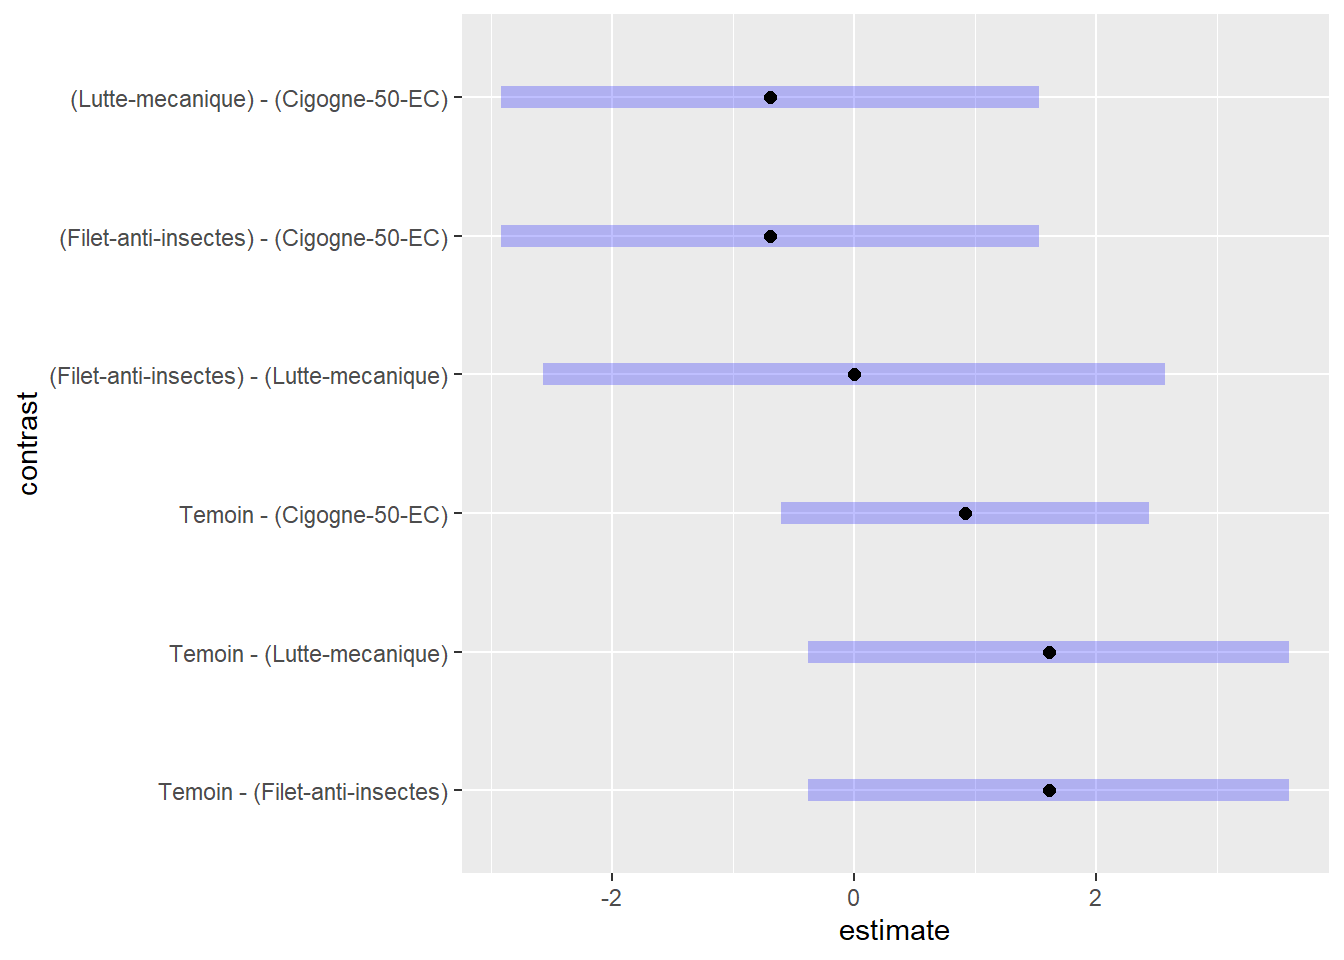 (Lutte-mecanique) - (Cigogne-50-EC)
(Filet-anti-insectes) - (Cigogne-50-EC)
(Filet-anti-insectes) - (Lutte-mecanique)
Temoin - (Cigogne-50-EC)
Temoin - (Lutte-mecanique)
Temoin - (Filet-anti-insectes)
contrast
-2 0 2
estimate